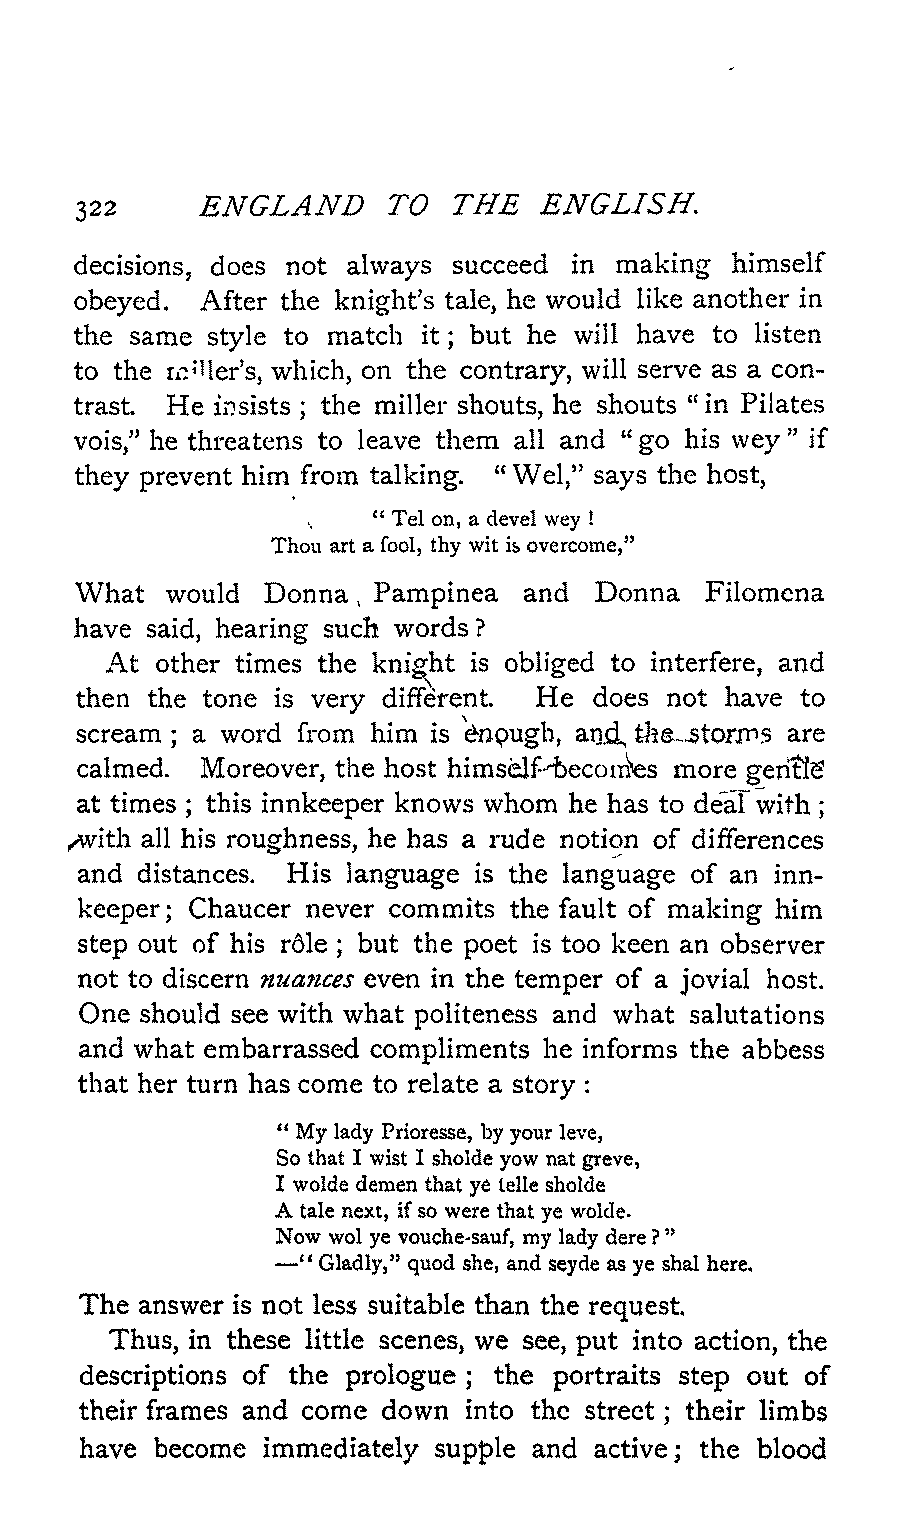 322 ENGLAND TO THE ENGLISH.
decisions, does not always succeed in making himself
obeyed. After the knight's tale, he would like another in
the same style to match it ; but he will have to listen
to the miller's, which, on the contrary, will serve as a con-
trast. He insists ; the miller shouts, he shouts “in Pilates
vois,” he threatens to leave them all and “go his wey” if
they prevent him from talking. “Wel,” says the host,
“Tel on, a devel wey !
Thou art a fool, thy wit is overcome,”
What would Donna Pampinea and Donna Filomena
have said, hearing such words ?
At other times the knight is obliged to interfere, and
then the tone is very different. He does not have to
scream ; a word from him is enough, and the storms are
calmed. Moreover, the host himself becomes more gentle
at times ; this innkeeper knows whom he has to deal with ;
with all his roughness, he has a rude notion of differences
and distances. His language is the language of an inn-
keeper ; Chaucer never commits the fault of making him
step out of his rôle ; but the poet is too keen an observer
not to discern nuances even in the temper of a jovial host.
One should see with what politeness and what salutations
and what embarrassed compliments he informs the abbess
that her turn has come to relate a story :
“My lady Prioresse, by your leve,
So that I wist I sholde yow nat greve,
I wolde demen that ye telle sholde
A tale next, if so were that ye wolde.
Now wol ye vouche-sauf, my lady dere ? ”
—“Gladly,” quod she, and seyde as ye shal here.
The answer is not less suitable than the request.
Thus, in these little scenes, we see, put into action, the
descriptions of the prologue ; the portraits step out of
their frames and come down into the street ; their limbs
have become immediately supple and active ; the blood